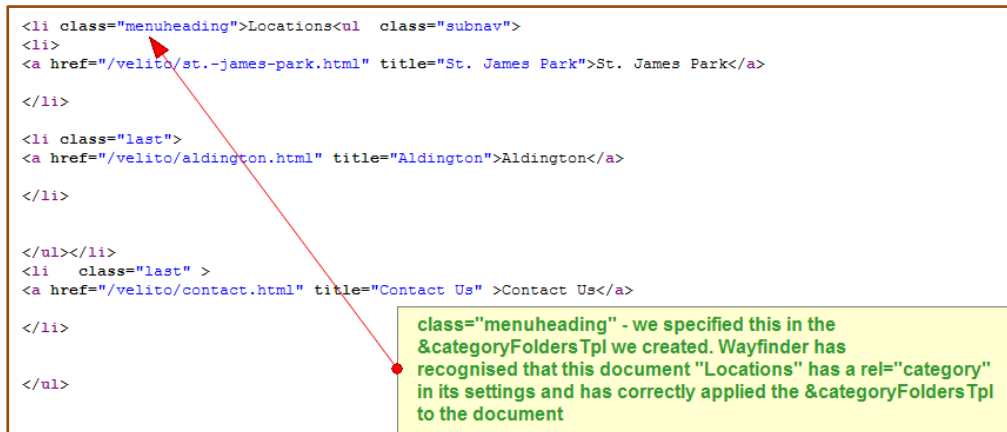 <li class="menuheading">Locations<ul  class="subnav">
<li>
<a href="/velito/st.-james-park.html" title="St. James Park">St. James Park</a>
</li>
<li class="last">
<a href="/velito/aldington.html" title="Aldington">Aldington</a>
</li>
</ul></li>
<li   class="last" >
<a href="/velito/contact.html" title="Contact Us" >Contact Us</a>
</li>
</ul>
class="menuheading" - we specified this in the
&categoryFoldersTpl we created. Wayfinder has
recognised that this document "Locations" has a rel="category"
in its settings and has correctly applied the &categoryFoldersTpl
to the document